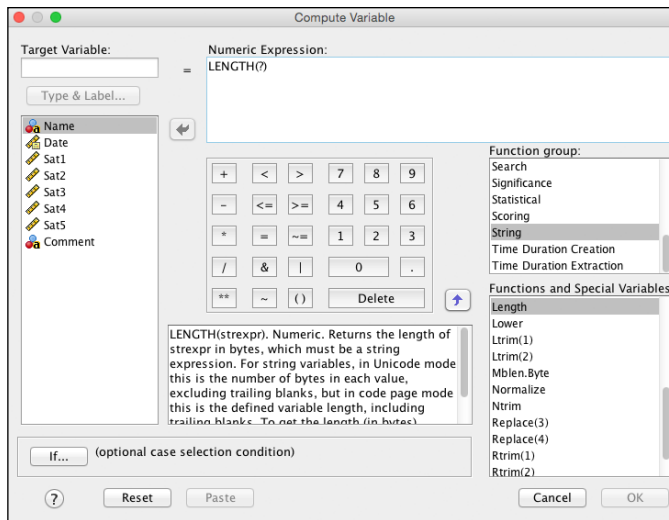 Compute Variable
Target Variable:
Numeric Expression:
=
LENGTH(?)
Type & Label...
Name
Date
Sat1
Sat2
Sat3
Sat4
Sat5
Comment
+ < > 7 8 9
- <= >= 4 5 6
* = ~= 1 2 3
/ & | 0 .
** ~ () Delete
Function group:
Search
Significance
Statistical
Scoring
String
Time Duration Creation
Time Duration Extraction
Functions and Special Variables
Length
Lower
Ltrim(1)
Ltrim(2)
Mblen.Byte
Normalize
Ntrim
Replace(3)
Replace(4)
Rtrim(1)
Rtrim(2)
LENGTH(strexpr). Numeric. Returns the length of
strexpr in bytes, which must be a string
expression. For string variables, in Unicode mode
this is the number of bytes in each value,
excluding trailing blanks, but in code page mode
this is the defined variable length, including
trailing blanks. To get the length (in bytes)
If... (optional case selection condition)
? Reset Paste Cancel OK